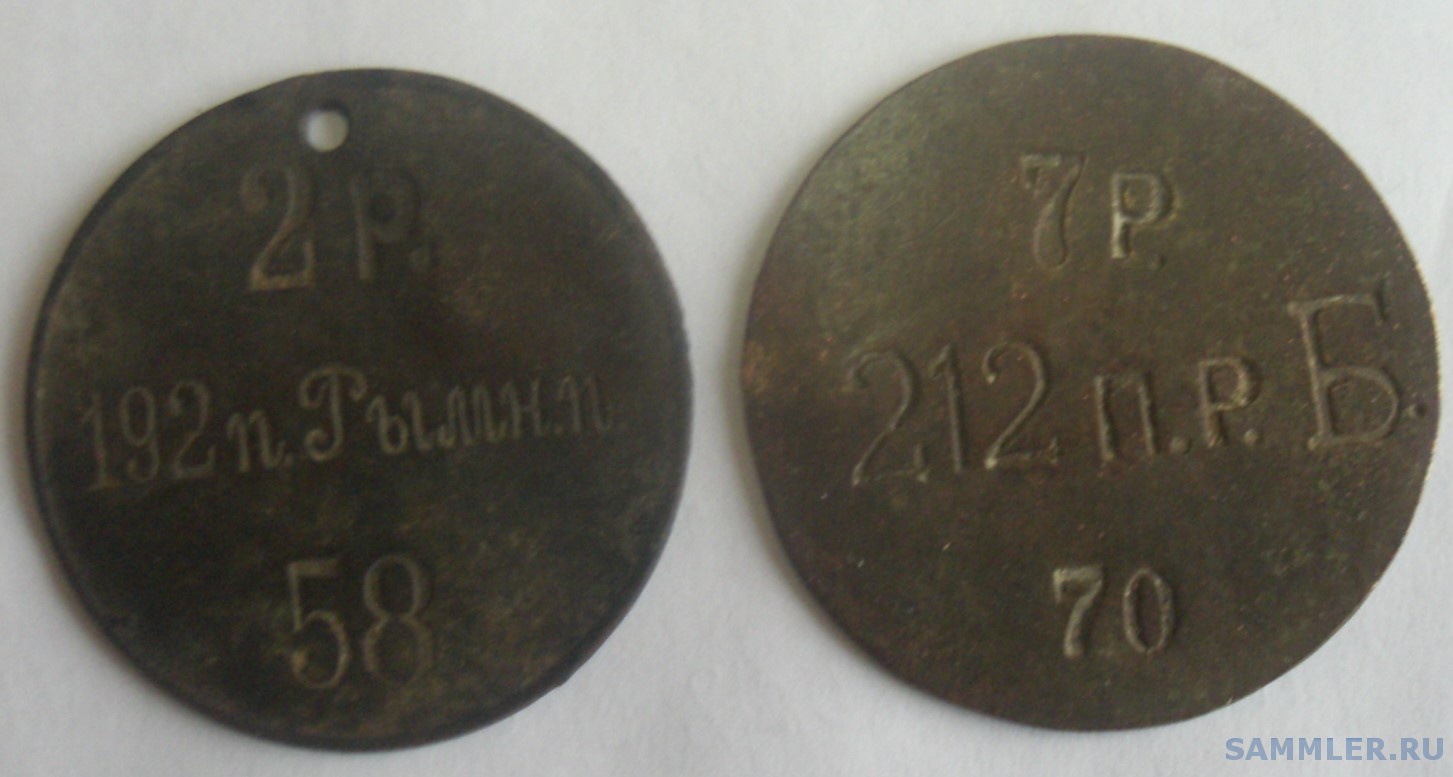 2 Р.
192 п. Рымн. п.
58
7 Р
212 П. Р. Б.
70
SAMMLER.RU